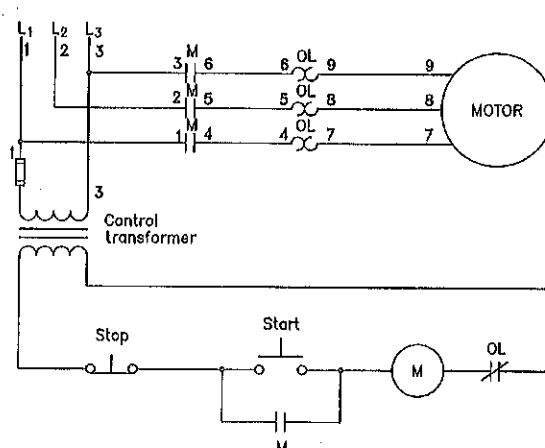 L1 L2 L3
1 2 3
M
3 6 6 OL 9 9
M
2 5 5 OL 8 8
MOTOR
M
1 4 4 OL 7 7
1
3
Control
transformer
Stop
Start
M
OL
M